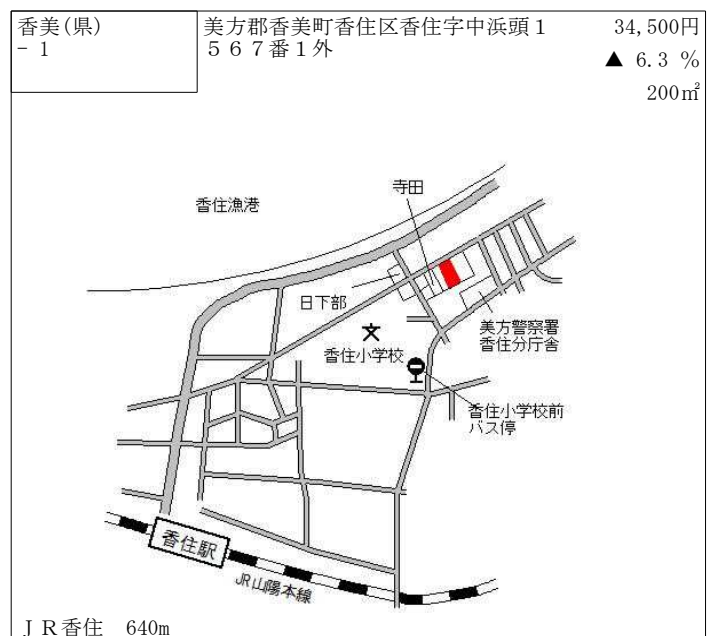 香美(県)
- 1
美方郡香美町香住区香住字中浜頭1
567番1外
34,500円
▲ 6.3 %
200㎡
寺田
香住漁港
日下部
美方警察署
香住分庁舎
香住小学校
香住小学校前
バス停
香住駅
JR山陽本線
JR香住 640m